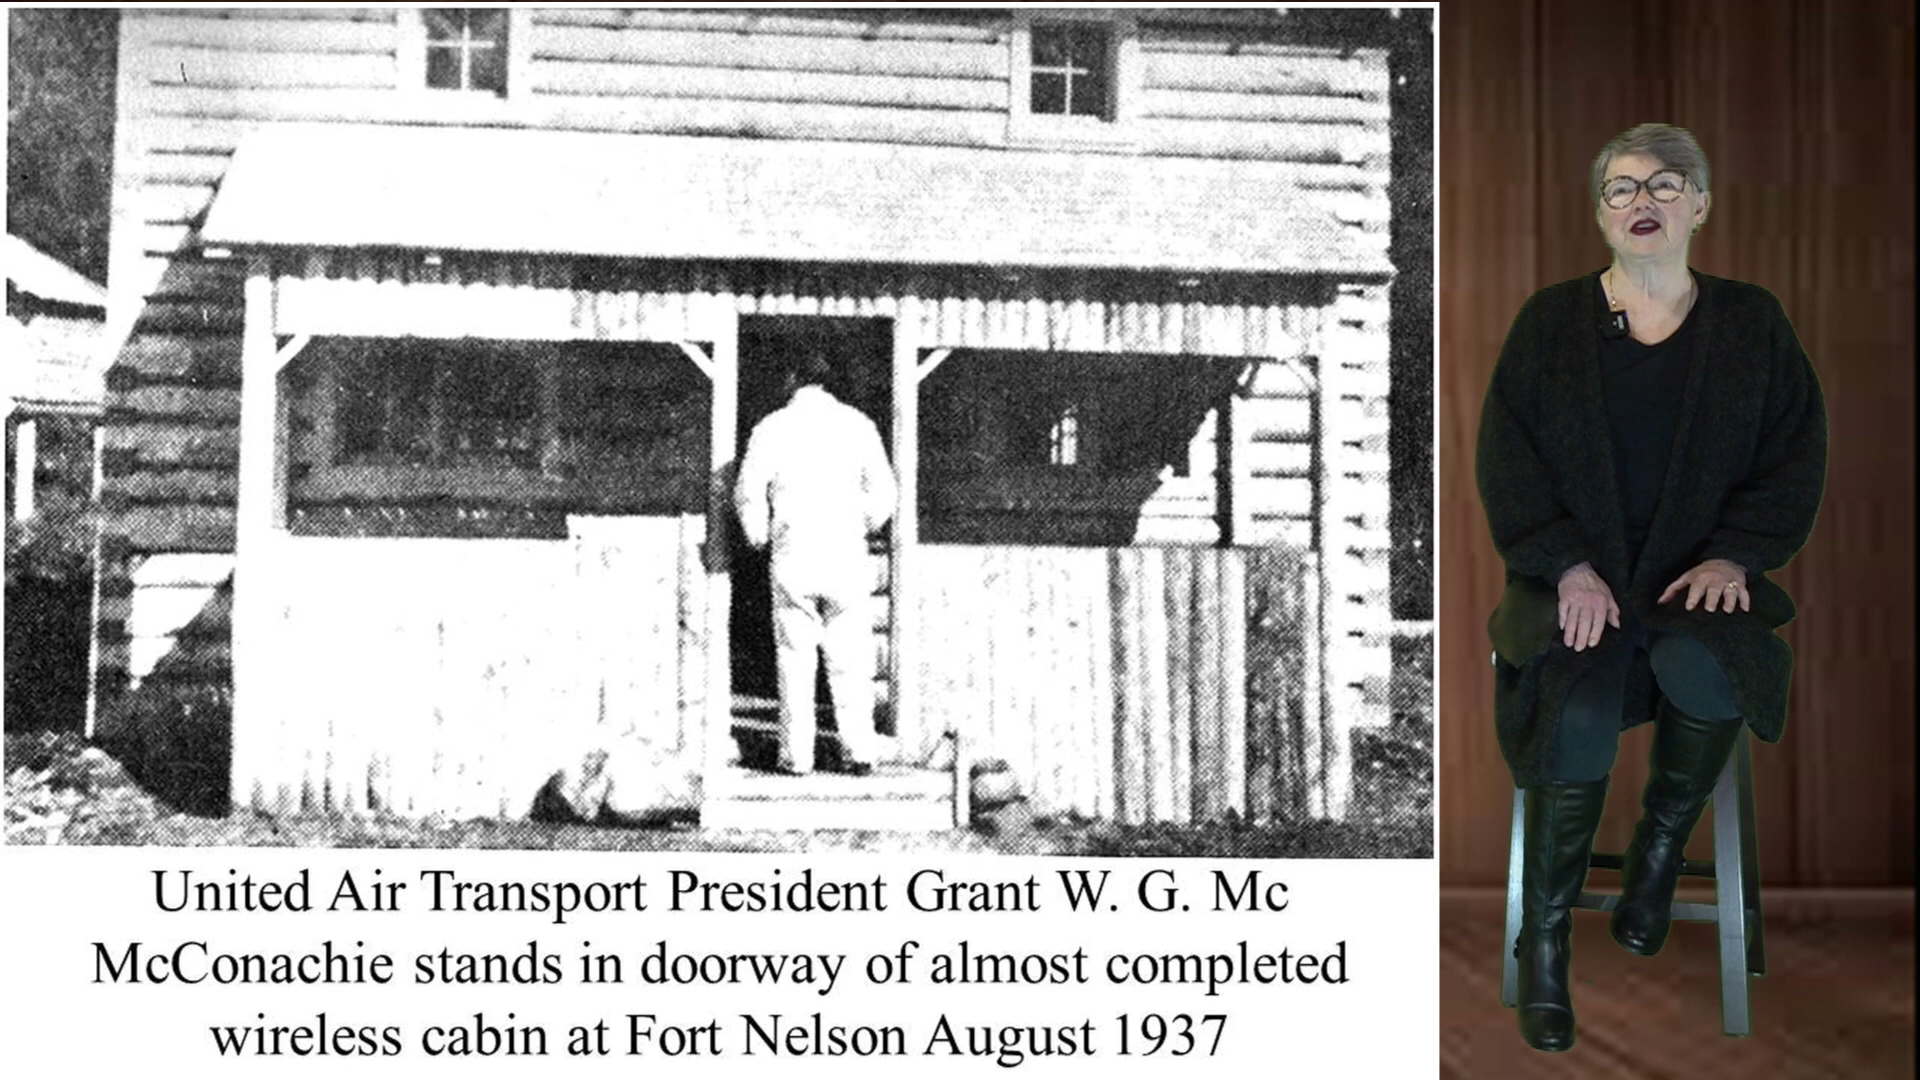 United Air Transport President Grant W. G. Mc
McConachie stands in doorway of almost completed
wireless cabin at Fort Nelson August 1937